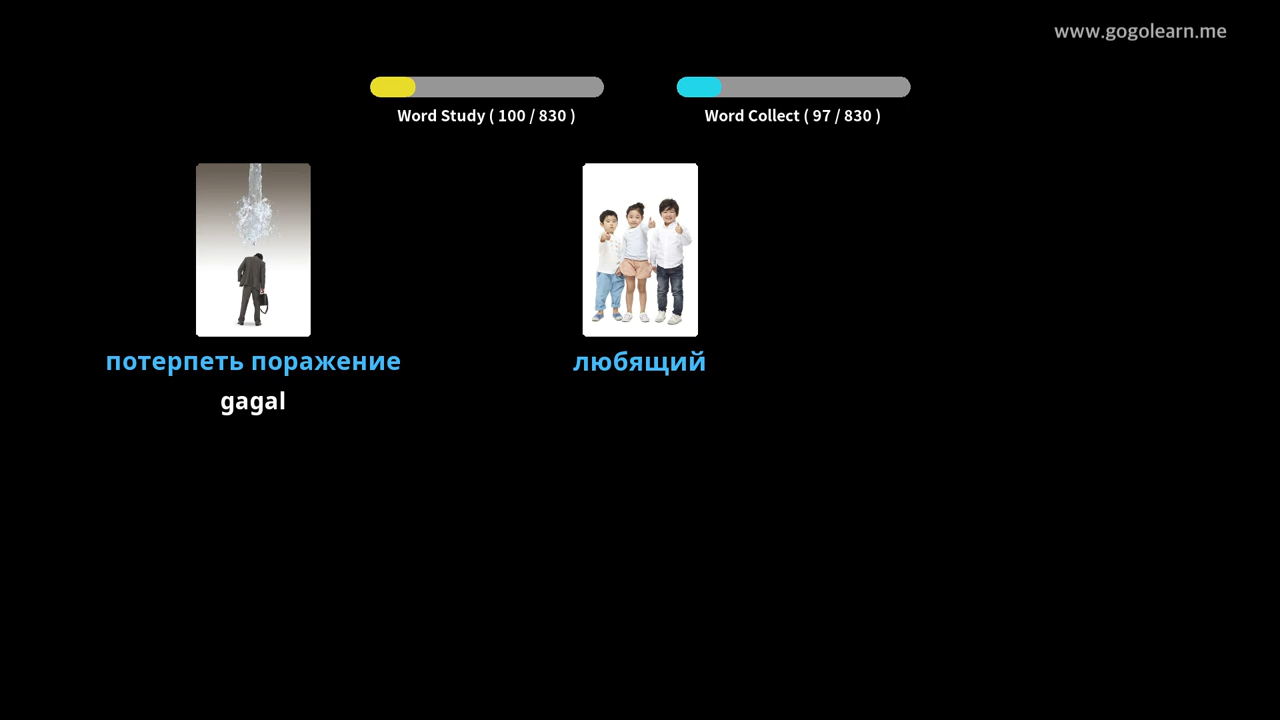 www.gogolearn.me
Word Study ( 100 / 830 )
Word Collect ( 97 / 830 )
потерпеть поражение
gagal
любящий